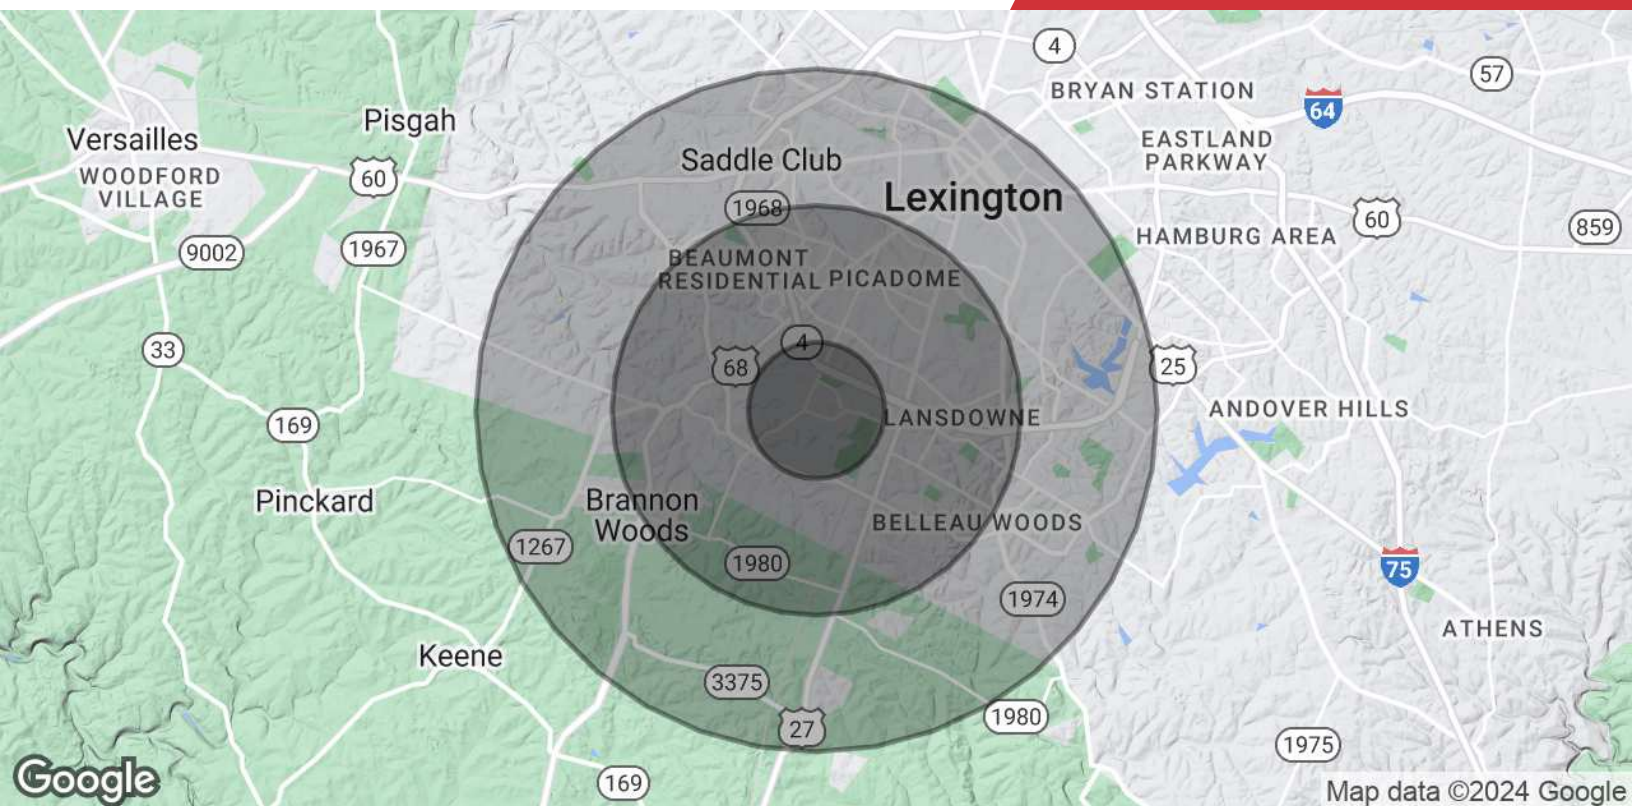 4
57
BRYAN STATION
64
Pisgah
Versailles
EASTLAND
PARKWAY
Saddle Club
60
WOODFORD
VILLAGE
Lexington
1968
60
859
HAMBURG AREA
9002
1967
BEAUMONT
RESIDENTIAL
PICADOME
4
33
68
25
ANDOVER HILLS
LANSDOWNE
169
Pinckard
Brannon
Woods
BELLEAU WOODS
1267
1980
75
1974
ATHENS
Keene
3375
1980
27
1975
Google
169
Map data ©2024 Google